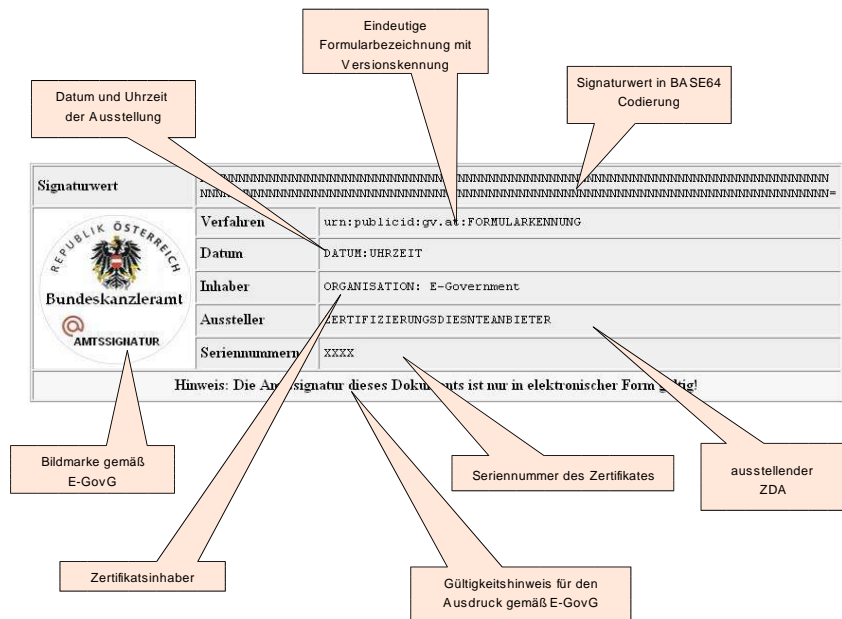 Eindeutige
Formularbezeichnung mit
Versionskennung
Signaturwert in BASE64
Codierung
Datum und Uhrzeit
der Ausstellung
Signaturwert
Verfahren urn:publicid:gv.at:FORMULARKENNUNG
Datum DATUM:UHRZEIT
REPUBLIK ÖSTERREICH
Bundeskanzleramt
@
AMTSSIGNATUR
Inhaber ORGANISATION: E-Government
Aussteller ZERTIFIZIERUNGSDIESNTEANBIETER
Seriennummern XXXX
Hinweis: Die Amtssignatur dieses Dokuments ist nur in elektronischer Form gültig!
Bildmarke gemäß
E-GovG
Seriennummer des Zertifikates
ausstellender
ZDA
Zertifikatsinhaber
Gültigkeitshinweis für den
Ausdruck gemäß E-GovG